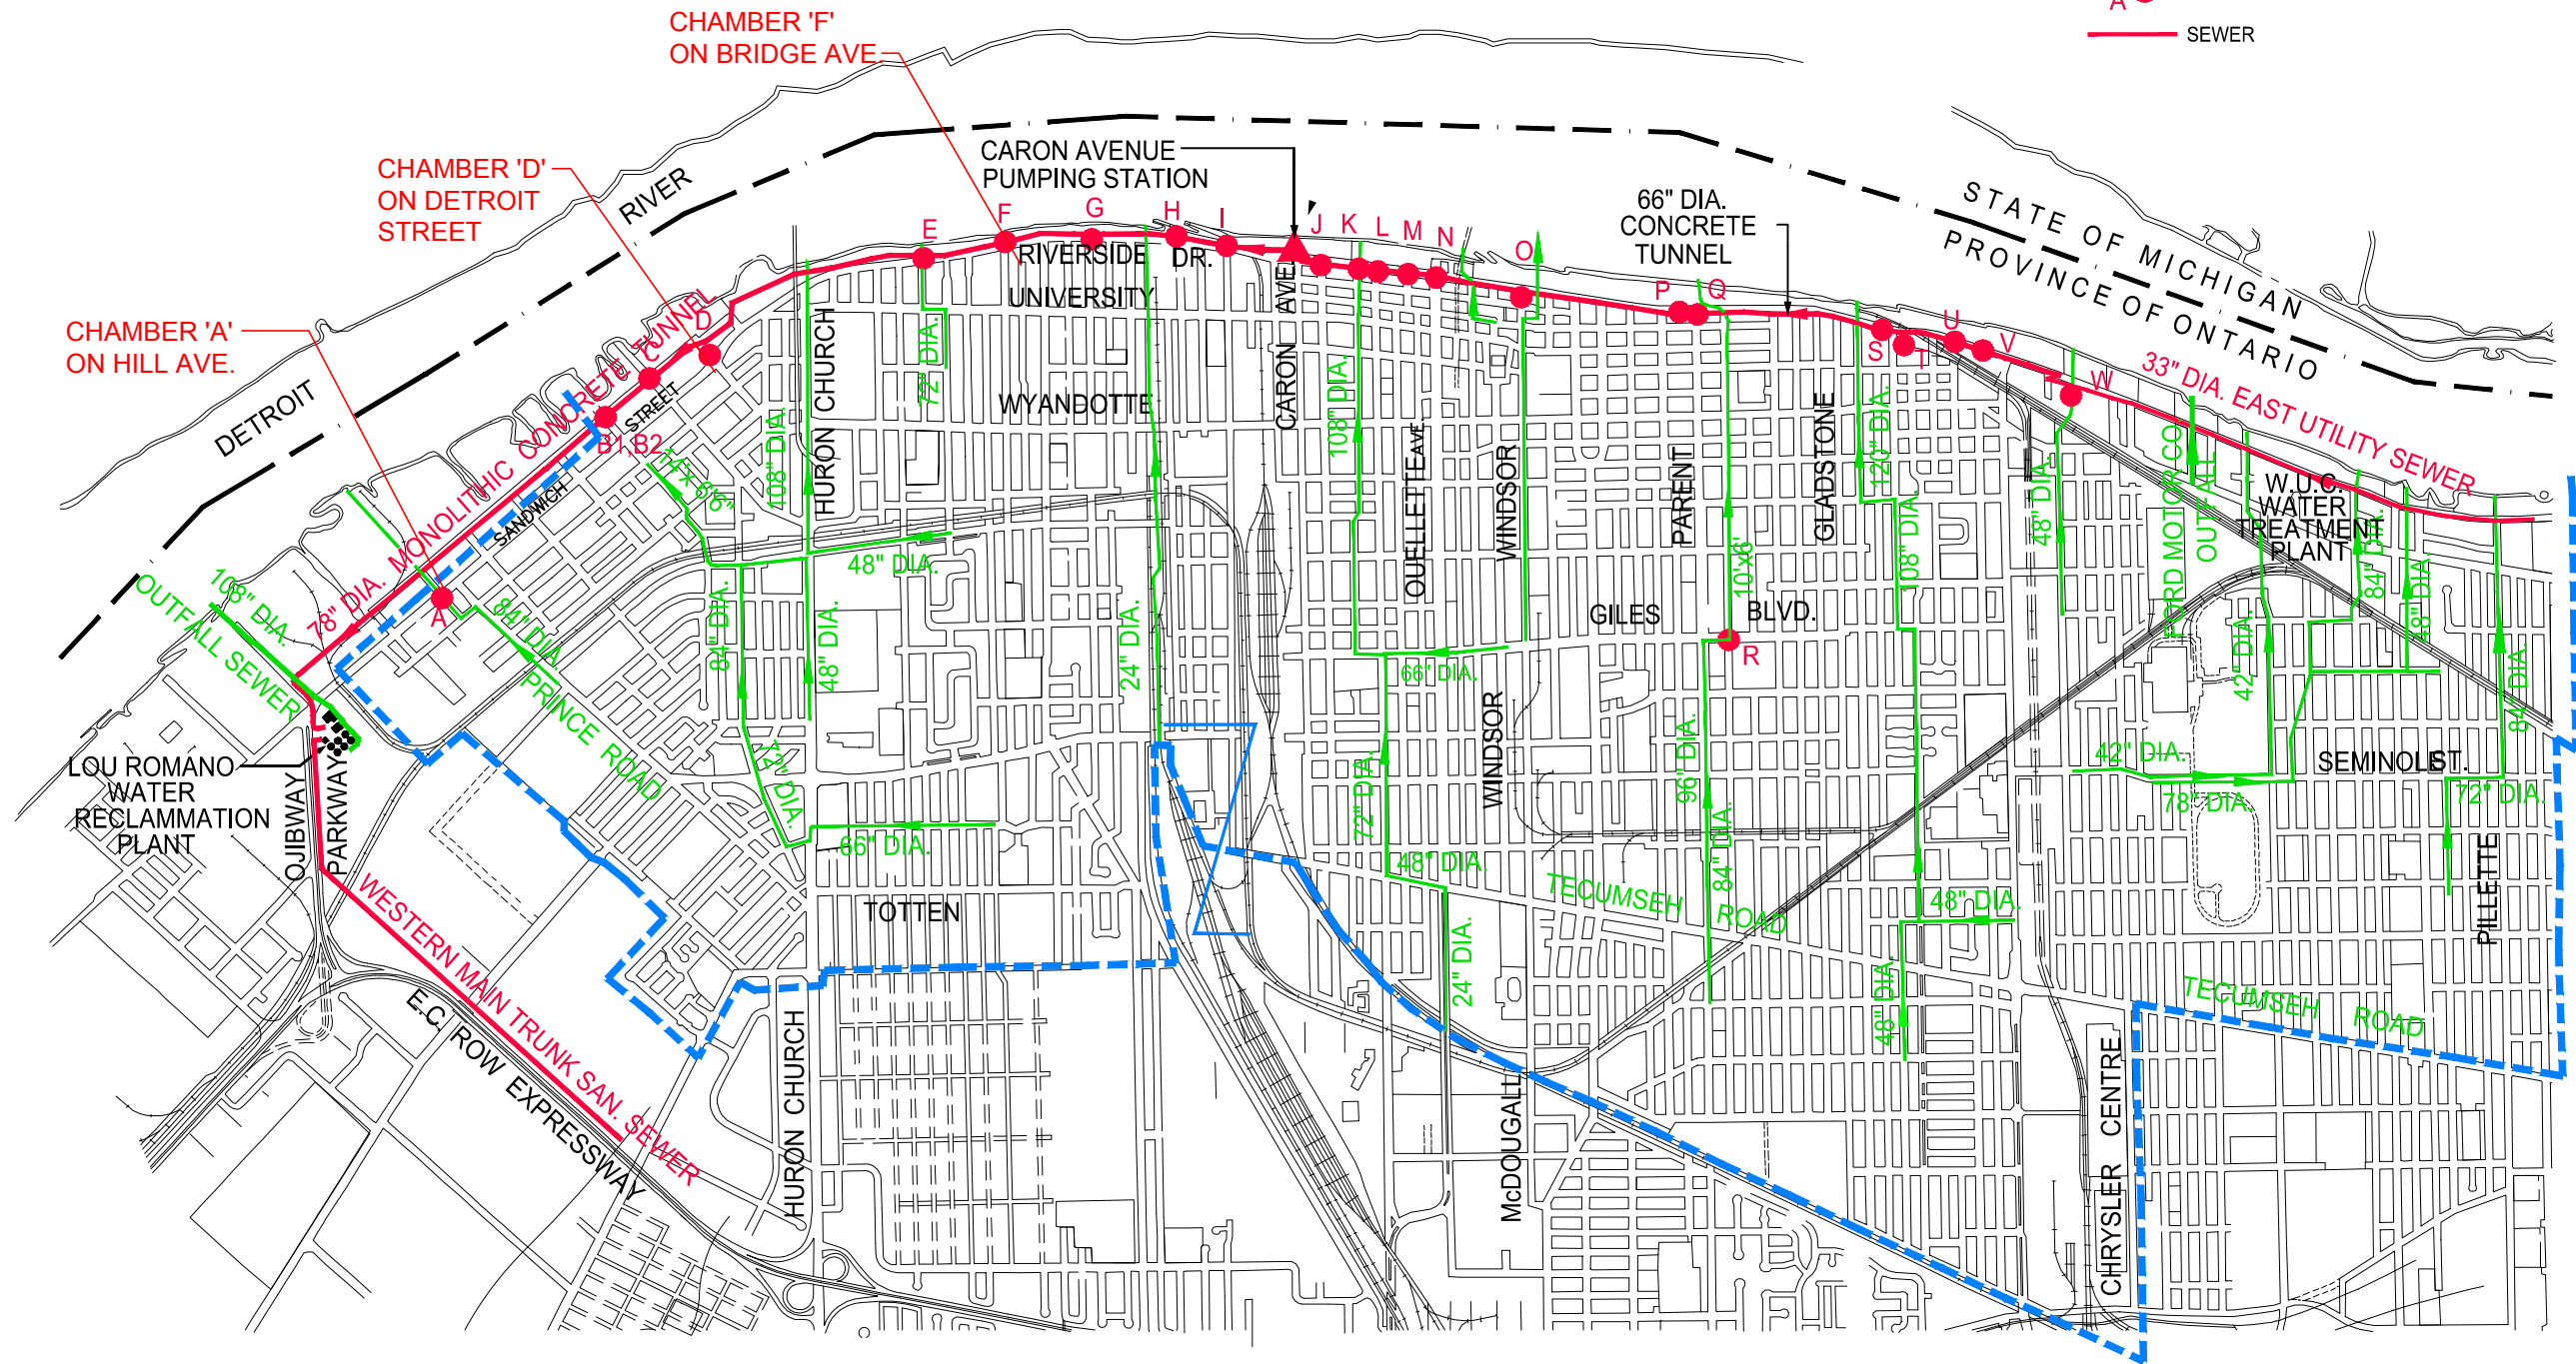 CHAMBER 'F'
ON BRIDGE AVE.
A
SEWER
CARON AVENUE
PUMPING STATION
CHAMBER 'D'
ON DETROIT
STREET
RIVER
66" DIA.
CONCRETE
TUNNEL
STATE OF MICHIGAN
PROVINCE OF ONTARIO
E
F
G
H
I
J
K
L
M
N
O
P
Q
S
T
U
V
W
RIVERSIDE DR.
UNIVERSITY
CHAMBER 'A'
ON HILL AVE.
DETROIT
D
C
B1,B2
78" DIA. MONOLITHIC CONCRETE TUNNEL
SANDWICH
STREET
72" DIA.
WYANDOTTE
CARON AVE.
108" DIA.
HURON CHURCH
108" DIA.
OUELLETTE AVE
WINDSOR
PARENT
GLADSTONE
120" DIA.
108" DIA.
48" DIA.
33" DIA. EAST UTILITY SEWER
FORD MOTOR CO.
OUTFALL
W.U.C.
WATER
TREATMENT
PLANT
84" DIA.
48" DIA.
14'x 6'6"
48" DIA.
10'x6'
GILES BLVD.
R
108" DIA.
OUTFALL SEWER
A
84" DIA.
PRINCE ROAD
84" DIA.
48" DIA.
24" DIA.
66" DIA.
42" DIA.
84" DIA.
LOU ROMANO
WATER
RECLAMMATION
PLANT
OJIBWAY
PARKWAY
72" DIA.
66" DIA.
72" DIA.
WINDSOR
96" DIA.
84" DIA.
42" DIA.
78" DIA.
SEMINOLE ST.
72" DIA.
PILLETTE
48" DIA.
TECUMSEH ROAD
TOTTEN
24" DIA.
48" DIA.
48" DIA.
TECUMSEH ROAD
WESTERN MAIN TRUNK SAN. SEWER
E.C. ROW EXPRESSWAY
HURON CHURCH
McDOUGALL
CHRYSLER CENTRE